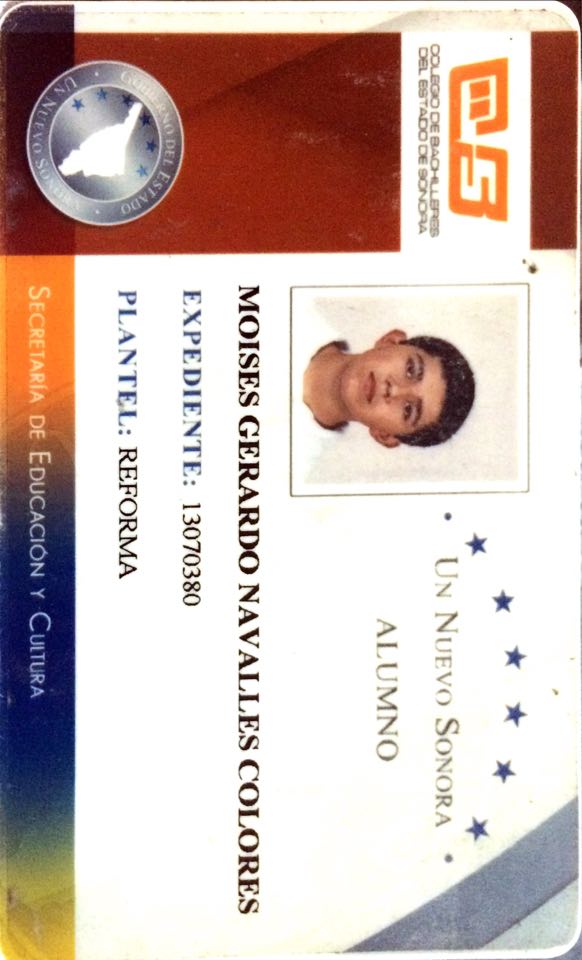 COLEGIO DE BACHILLERES
DEL ESTADO DE SONORA
GOBIERNO DEL ESTADO
UN NUEVO SONORA
UN NUEVO SONORA
ALUMNO
MOISES GERARDO NAVALLES COLORES
EXPEDIENTE: 13070380
PLANTEL: REFORMA
SECRETARÍA DE EDUCACIÓN Y CULTURA